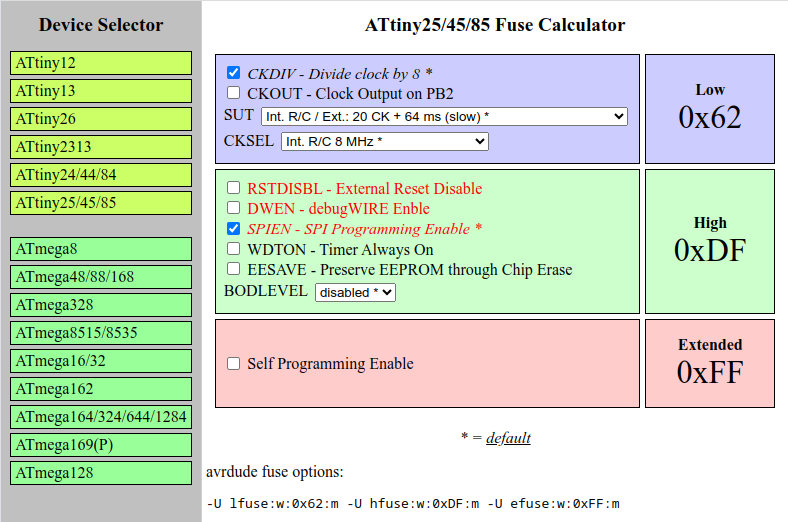 Device Selector
ATtiny12
ATtiny13
ATtiny26
ATtiny2313
ATtiny24/44/84
ATtiny25/45/85
ATmega8
ATmega48/88/168
ATmega328
ATmega8515/8535
ATmega16/32
ATmega162
ATmega164/324/644/1284
ATmega169(P)
ATmega128
ATtiny25/45/85 Fuse Calculator
CKDIV - Divide clock by 8 *
CKOUT - Clock Output on PB2
SUT Int. R/C / Ext.: 20 CK + 64 ms (slow) *
CKSEL Int. R/C 8 MHz *
Low
0x62
RSTDISBL - External Reset Disable
DWEN - debugWIRE Enble
SPIEN - SPI Programming Enable *
WDTON - Timer Always On
EESAVE - Preserve EEPROM through Chip Erase
BODLEVEL disabled *
High
0xDF
Self Programming Enable
Extended
0xFF
* = default
avrdude fuse options:
-U lfuse:w:0x62:m -U hfuse:w:0xDF:m -U efuse:w:0xFF:m